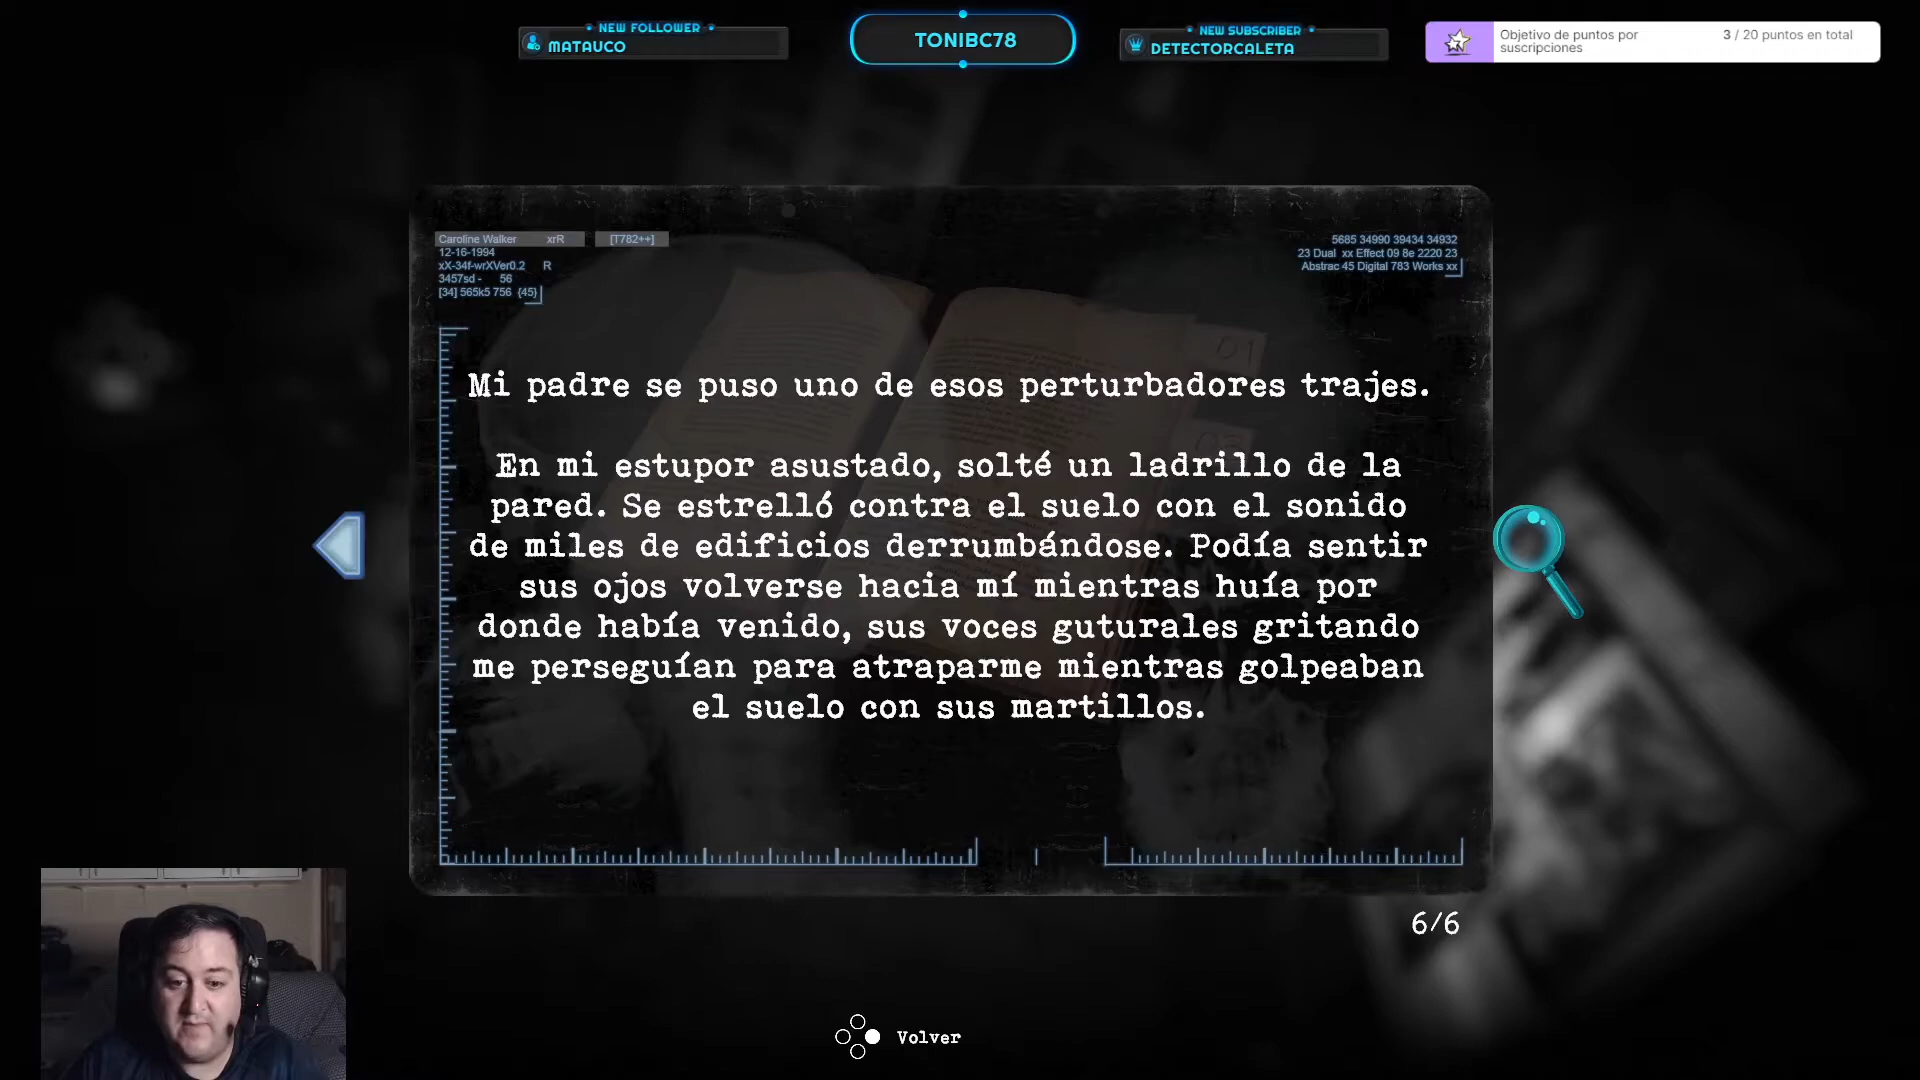 NEW FOLLOWER
MATAUCO
TONIBC78
NEW SUBSCRIBER
DETECTORCALETA
Objetivo de puntos por suscripciones
3 / 20 puntos en total
Caroline Walker xrR [T782++]
12-16-1994
xX-34f-wrXVer0.2 R
3457sd - 56
[34] 565k5 756 {45}
5685 34990 39434 34932
23 Dual xx Effect 09 8e 2220 23
Abstrac 45 Digital 783 Works xx
Mi padre se puso uno de esos perturbadores trajes.
En mi estupor asustado, solté un ladrillo de la
pared. Se estrelló contra el suelo con el sonido
de miles de edificios derrumbándose. Podía sentir
sus ojos volverse hacia mí mientras huía por
donde había venido, sus voces guturales gritando
me perseguían para atraparme mientras golpeaban
el suelo con sus martillos.
6/6
Volver